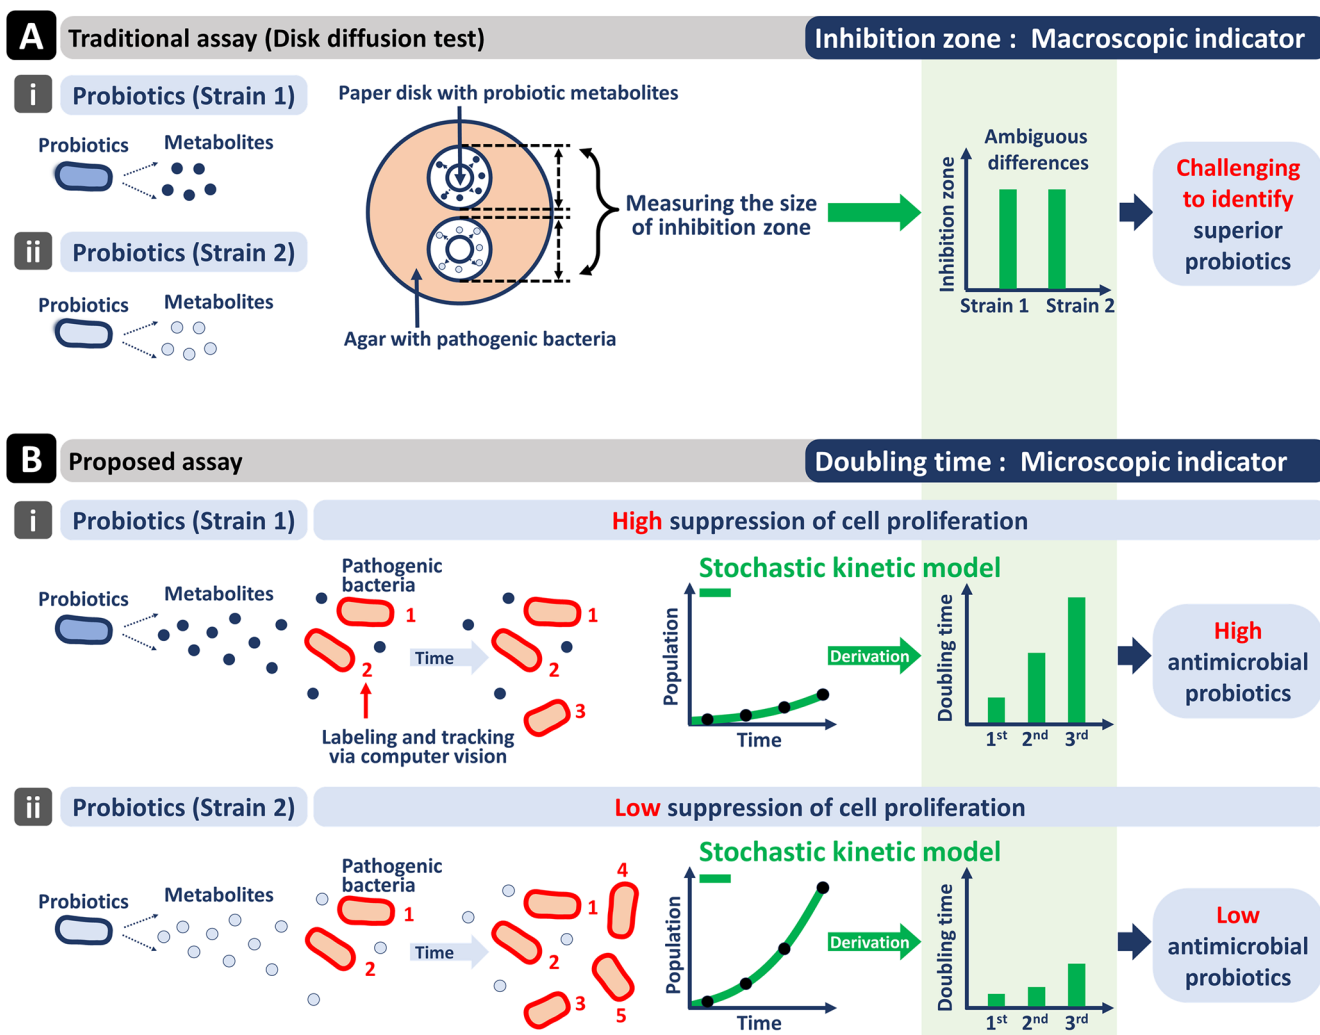 A
Traditional assay (Disk diffusion test)
Inhibition zone : Macroscopic indicator
i
Probiotics (Strain 1)
Probiotics
Metabolites
ii
Probiotics (Strain 2)
Probiotics
Metabolites
Paper disk with probiotic metabolites
Agar with pathogenic bacteria
Measuring the size
of inhibition zone
Ambiguous
differences
Inhibition zone
Strain 1
Strain 2
Challenging
to identify
superior
probiotics
B
Proposed assay
Doubling time : Microscopic indicator
i
Probiotics (Strain 1)
High suppression of cell proliferation
Probiotics
Metabolites
Pathogenic
bacteria
1
2
Labeling and tracking
via computer vision
Time
1
2
3
Stochastic kinetic model
Population
Time
Derivation
Doubling time
1st
2nd
3rd
High
antimicrobial
probiotics
ii
Probiotics (Strain 2)
Low suppression of cell proliferation
Probiotics
Metabolites
Pathogenic
bacteria
1
2
Time
4
1
2
3
5
Stochastic kinetic model
Population
Time
Derivation
Doubling time
1st
2nd
3rd
Low
antimicrobial
probiotics